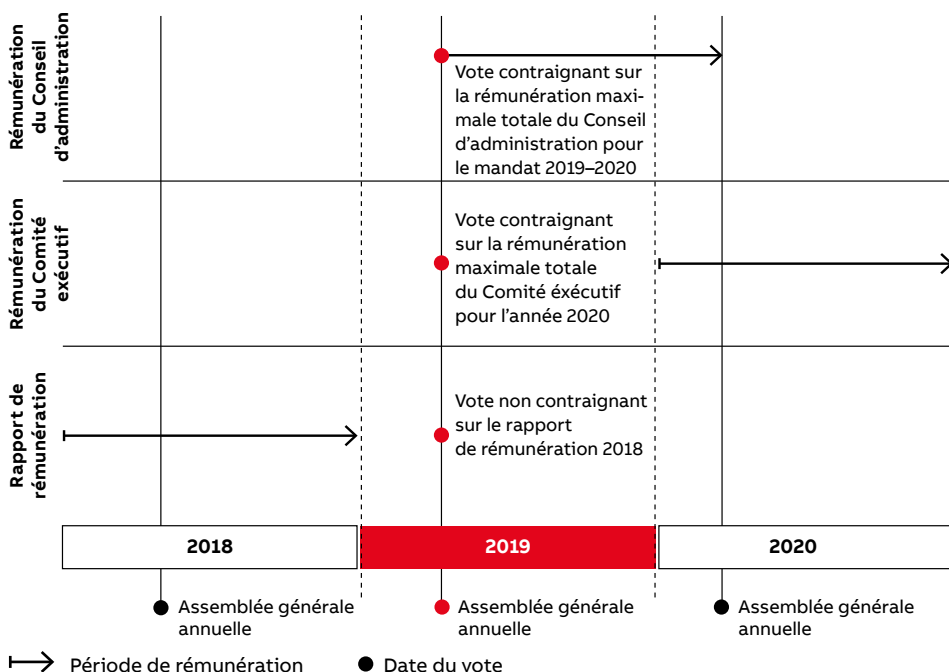 Rémunération
du Conseil
d'administration
Vote contraignant sur
la rémunération maxi-
male totale du Conseil
d'administration pour
le mandat 2019–2020
Rémunération
du Comité
exécutif
Vote contraignant
sur la rémunération
maximale totale
du Comité éxécutif
pour l'année 2020
Rapport de
rémunération
Vote non contraignant
sur le rapport
de rémunération 2018
2018
2019
2020
Assemblée générale
annuelle
Assemblée générale
annuelle
Assemblée générale
annuelle
Période de rémunération
Date du vote